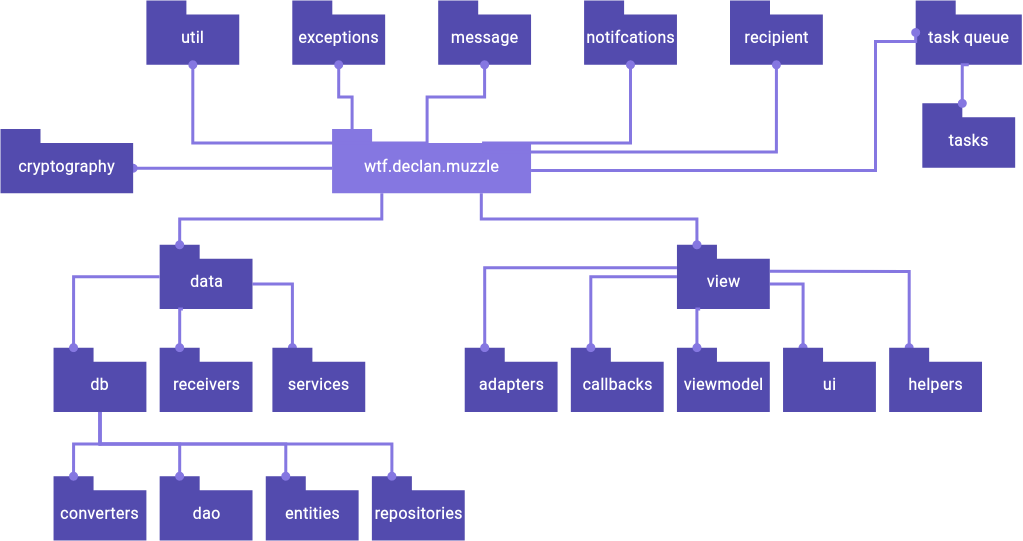 util
exceptions
message
notifcations
recipient
task queue
tasks
cryptography
wtf.declan.muzzle
data
view
db
receivers
services
adapters
callbacks
viewmodel
ui
helpers
converters
dao
entities
repositories